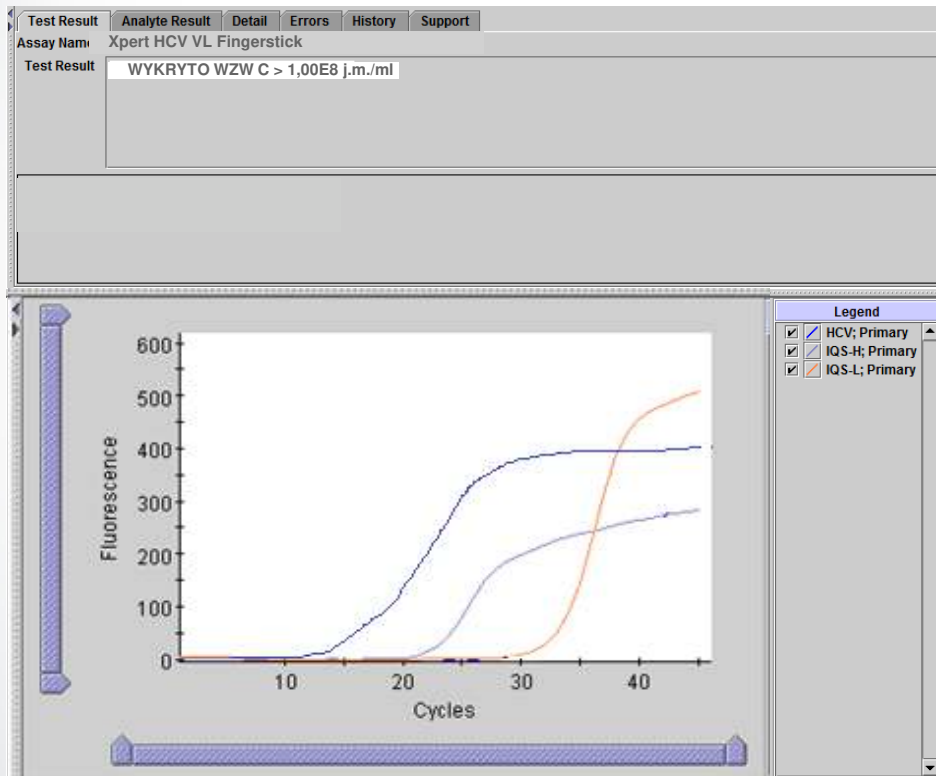 Test Result Analyte Result Detail Errors History Support
Assay Name Xpert HCV VL Fingerstick
Test Result WYKRYTO WZW C > 1,00E8 j.m./ml
Legend
HCV; Primary
IQS-H; Primary
IQS-L; Primary
600
500
400
300
200
100
0
Fluorescence
10 20 30 40
Cycles